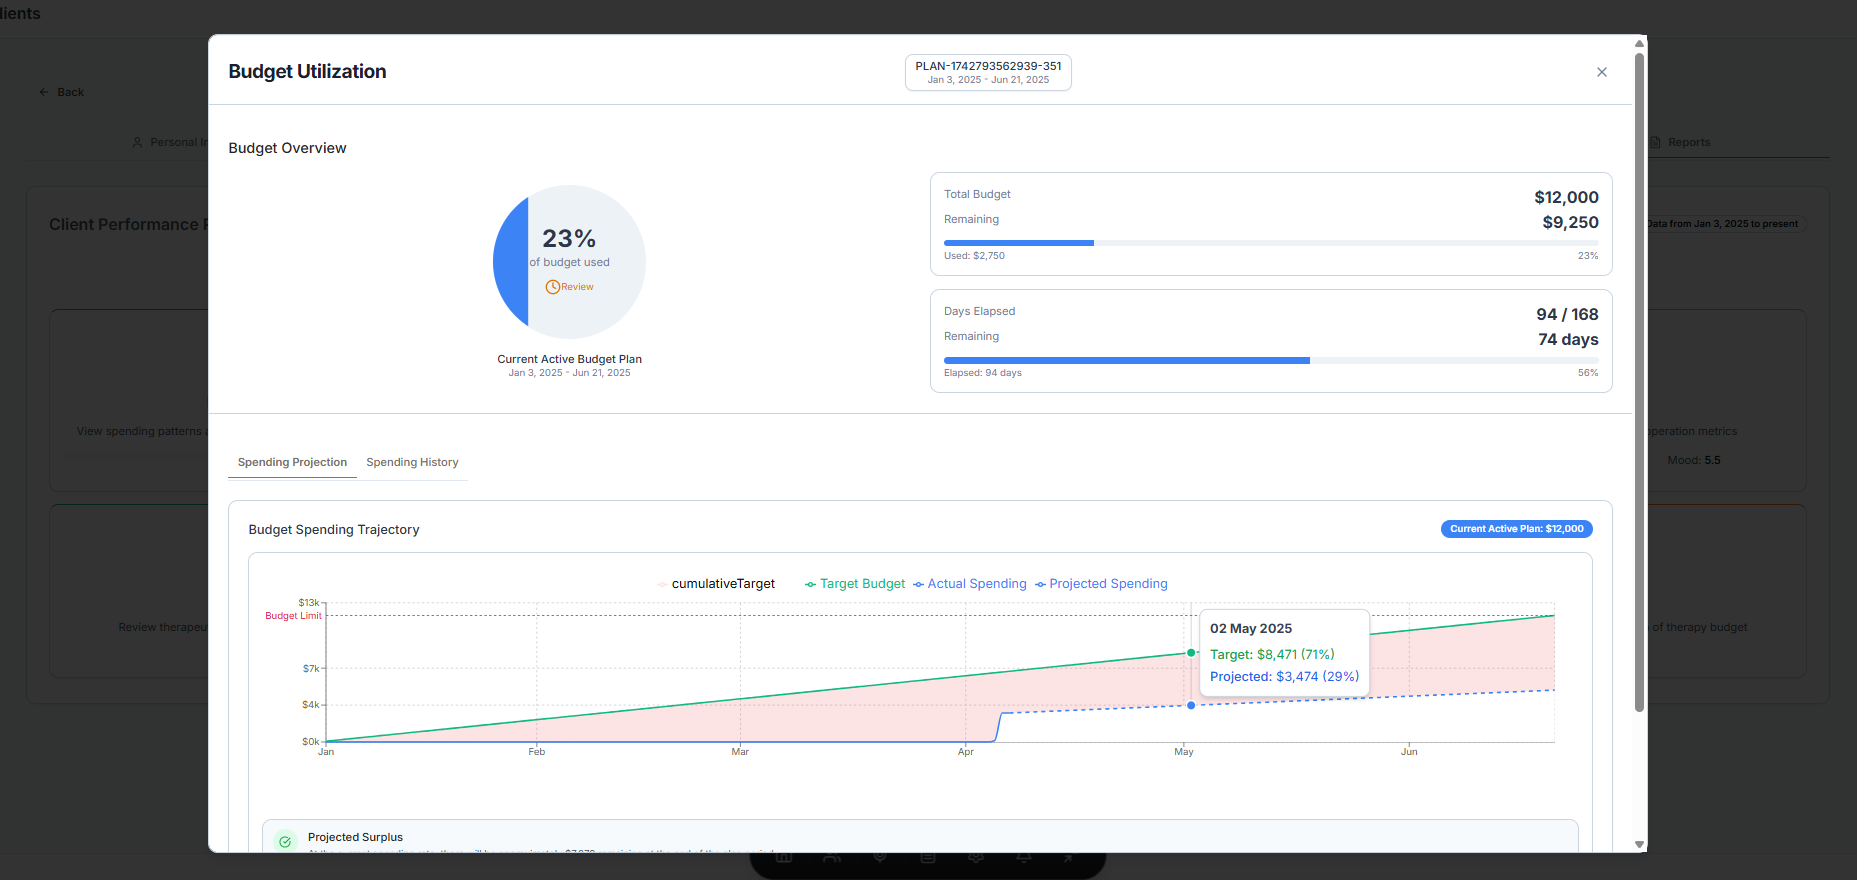 lients
Back
Personal In
Reports
Client Performance R
Data from Jan 3, 2025 to present
View spending patterns a
operation metrics
Mood: 5.5
Review therapeu
of therapy budget
Budget Utilization
PLAN-1742793562939-351
Jan 3, 2025 - Jun 21, 2025
Budget Overview
23%
of budget used
Review
Current Active Budget Plan
Jan 3, 2025 - Jun 21, 2025
Total Budget
$12,000
Remaining
$9,250
Used: $2,750
23%
Days Elapsed
94 / 168
Remaining
74 days
Elapsed: 94 days
56%
Spending Projection
Spending History
Budget Spending Trajectory
Current Active Plan: $12,000
cumulativeTarget
Target Budget
Actual Spending
Projected Spending
$13k
Budget Limit
$7k
$4k
$0k
Jan
Feb
Mar
Apr
May
Jun
02 May 2025
Target: $8,471 (71%)
Projected: $3,474 (29%)
Projected Surplus